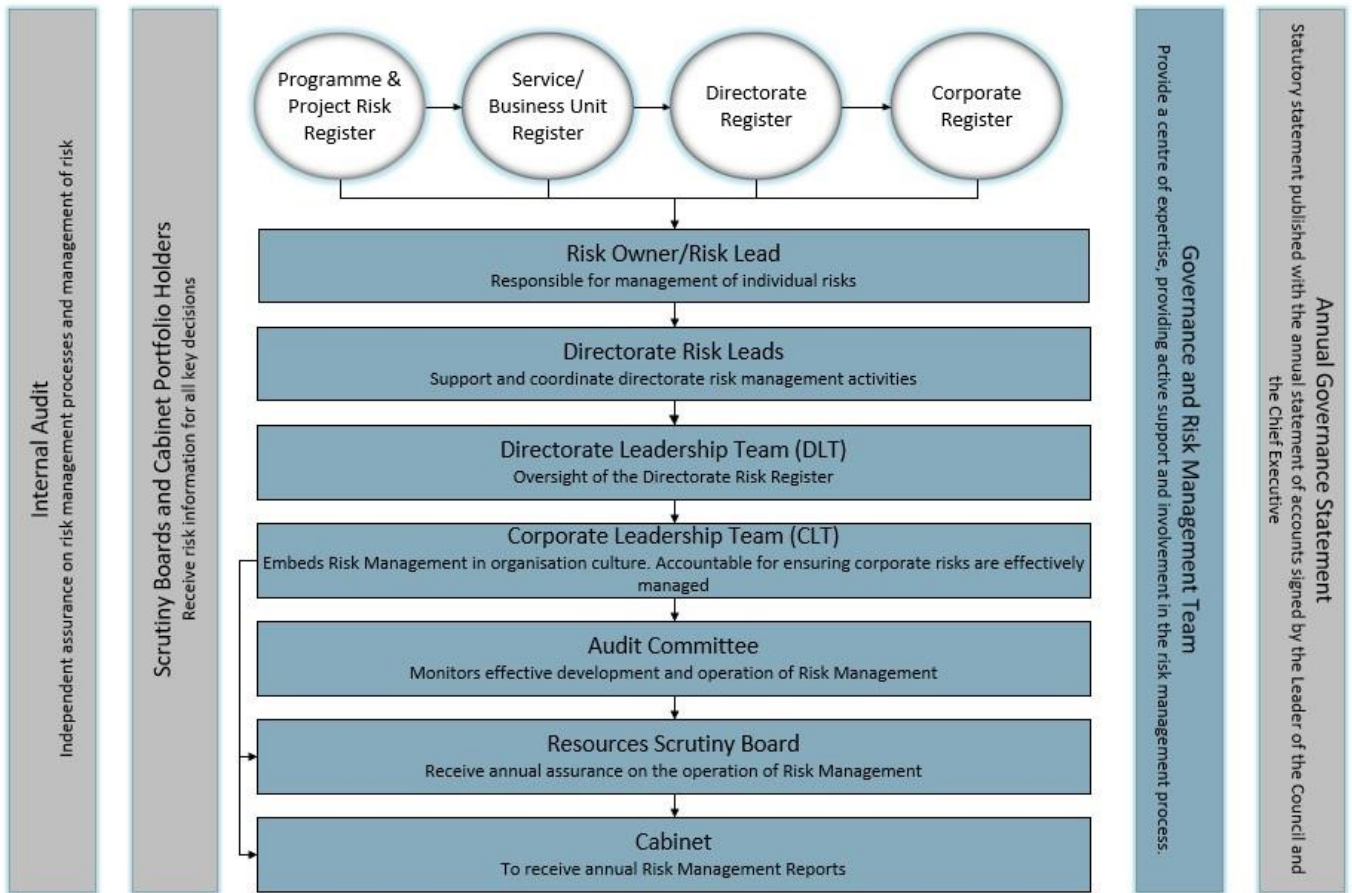 Internal Audit
Independent assurance on risk management processes and management of risk
Scrutiny Boards and Cabinet Portfolio Holders
Receive risk information for all key decisions
Programme &
Project Risk
Register
Service/
Business Unit
Register
Directorate
Register
Corporate
Register
Risk Owner/Risk Lead
Responsible for management of individual risks
Directorate Risk Leads
Support and coordinate directorate risk management activities
Directorate Leadership Team (DLT)
Oversight of the Directorate Risk Register
Corporate Leadership Team (CLT)
Embeds Risk Management in organisation culture. Accountable for ensuring corporate risks are effectively
managed
Audit Committee
Monitors effective development and operation of Risk Management
Resources Scrutiny Board
Receive annual assurance on the operation of Risk Management
Cabinet
To receive annual Risk Management Reports
Governance and Risk Management Team
Provide a centre of expertise, providing active support and involvement in the risk management process.
Annual Governance Statement
Statutory statement published with the annual statement of accounts signed by the Leader of the Council and
the Chief Executive